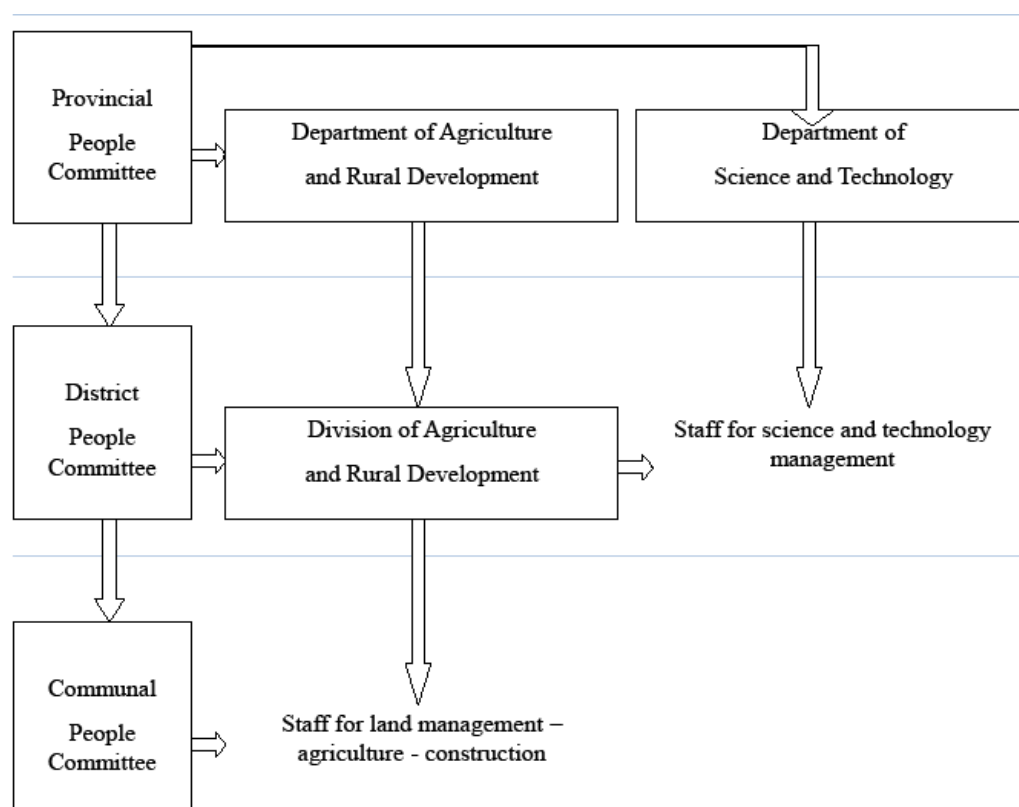 Provincial
People
Committee
Department of Agriculture
and Rural Development
Department of
Science and Technology
District
People
Committee
Division of Agriculture
and Rural Development
Staff for science and technology
management
Communal
People
Committee
Staff for land management –
agriculture - construction